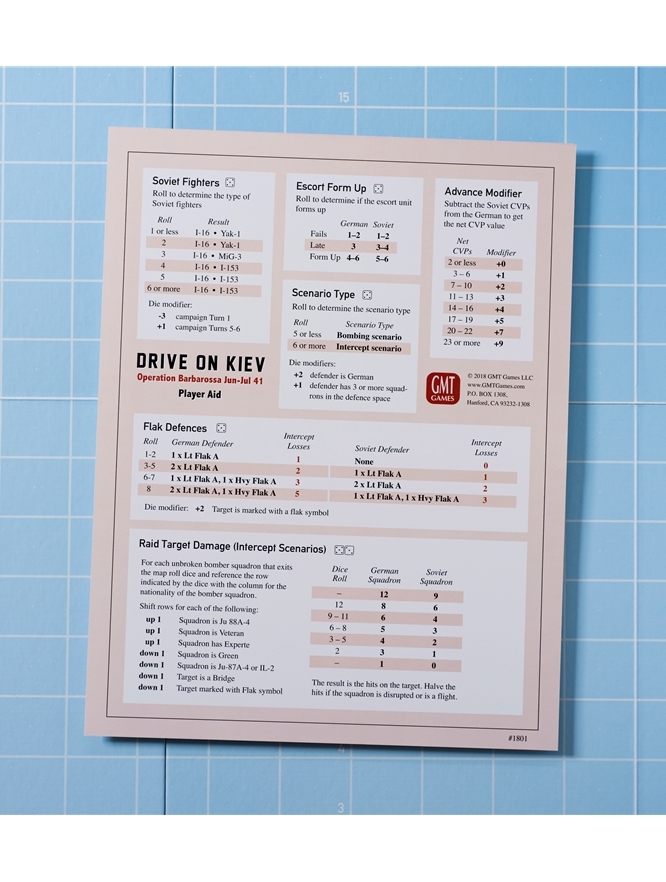 15
Soviet Fighters
Roll to determine the type of
Soviet fighters
Roll Result
1 or less I-16 • Yak-1
2 I-16 • Yak-1
3 I-16 • MiG-3
4 I-16 • I-153
5 I-16 • I-153
6 or more I-16 • I-153
Die modifier:
-3 campaign Turn 1
+1 campaign Turns 5-6
Escort Form Up
Roll to determine if the escort unit
forms up
German Soviet
Fails 1–2 1–2
Late 3 3–4
Form Up 4–6 5–6
Advance Modifier
Subtract the Soviet CVPs
from the German to get
the net CVP value
Net
CVPs Modifier
2 or less +0
3 – 6 +1
7 – 10 +2
11 – 13 +3
14 – 16 +4
17 – 19 +5
20 – 22 +7
23 or more +9
Scenario Type
Roll to determine the scenario type
Roll Scenario Type
5 or less Bombing scenario
6 or more Intercept scenario
Die modifiers:
+2 defender is German
+1 defender has 3 or more squad-
rons in the defence space
DRIVE ON KIEV
Operation Barbarossa Jun-Jul 41
Player Aid
GMT
GAMES
© 2018 GMT Games LLC
www.GMTGames.com
P.O. BOX 1308,
Hanford, CA 93232-1308
Flak Defences
Roll German Defender Intercept Losses Soviet Defender Intercept Losses
1-2 1 x Lt Flak A 1 None 0
3-5 2 x Lt Flak A 2 1 x Lt Flak A 1
6-7 1 x Lt Flak A, 1 x Hvy Flak A 3 2 x Lt Flak A 2
8 2 x Lt Flak A, 1 x Hvy Flak A 5 1 x Lt Flak A, 1 x Hvy Flak A 3
Die modifier: +2 Target is marked with a flak symbol
Raid Target Damage (Intercept Scenarios)
For each unbroken bomber squadron that exits
the map roll dice and reference the row
indicated by the dice with the column for the
nationality of the bomber squadron.
Shift rows for each of the following:
up 1 Squadron is Ju 88A-4
up 1 Squadron is Veteran
up 1 Squadron has Experte
down 1 Squadron is Green
down 1 Squadron is Ju-87A-4 or IL-2
down 1 Target is a Bridge
down 1 Target marked with Flak symbol
Dice German Soviet
Roll Squadron Squadron
– 12 9
12 8 6
9 – 11 6 4
6 – 8 5 3
3 – 5 4 2
2 3 1
– 1 0
The result is the hits on the target. Halve the
hits if the squadron is disrupted or is a flight.
#1801
4
3